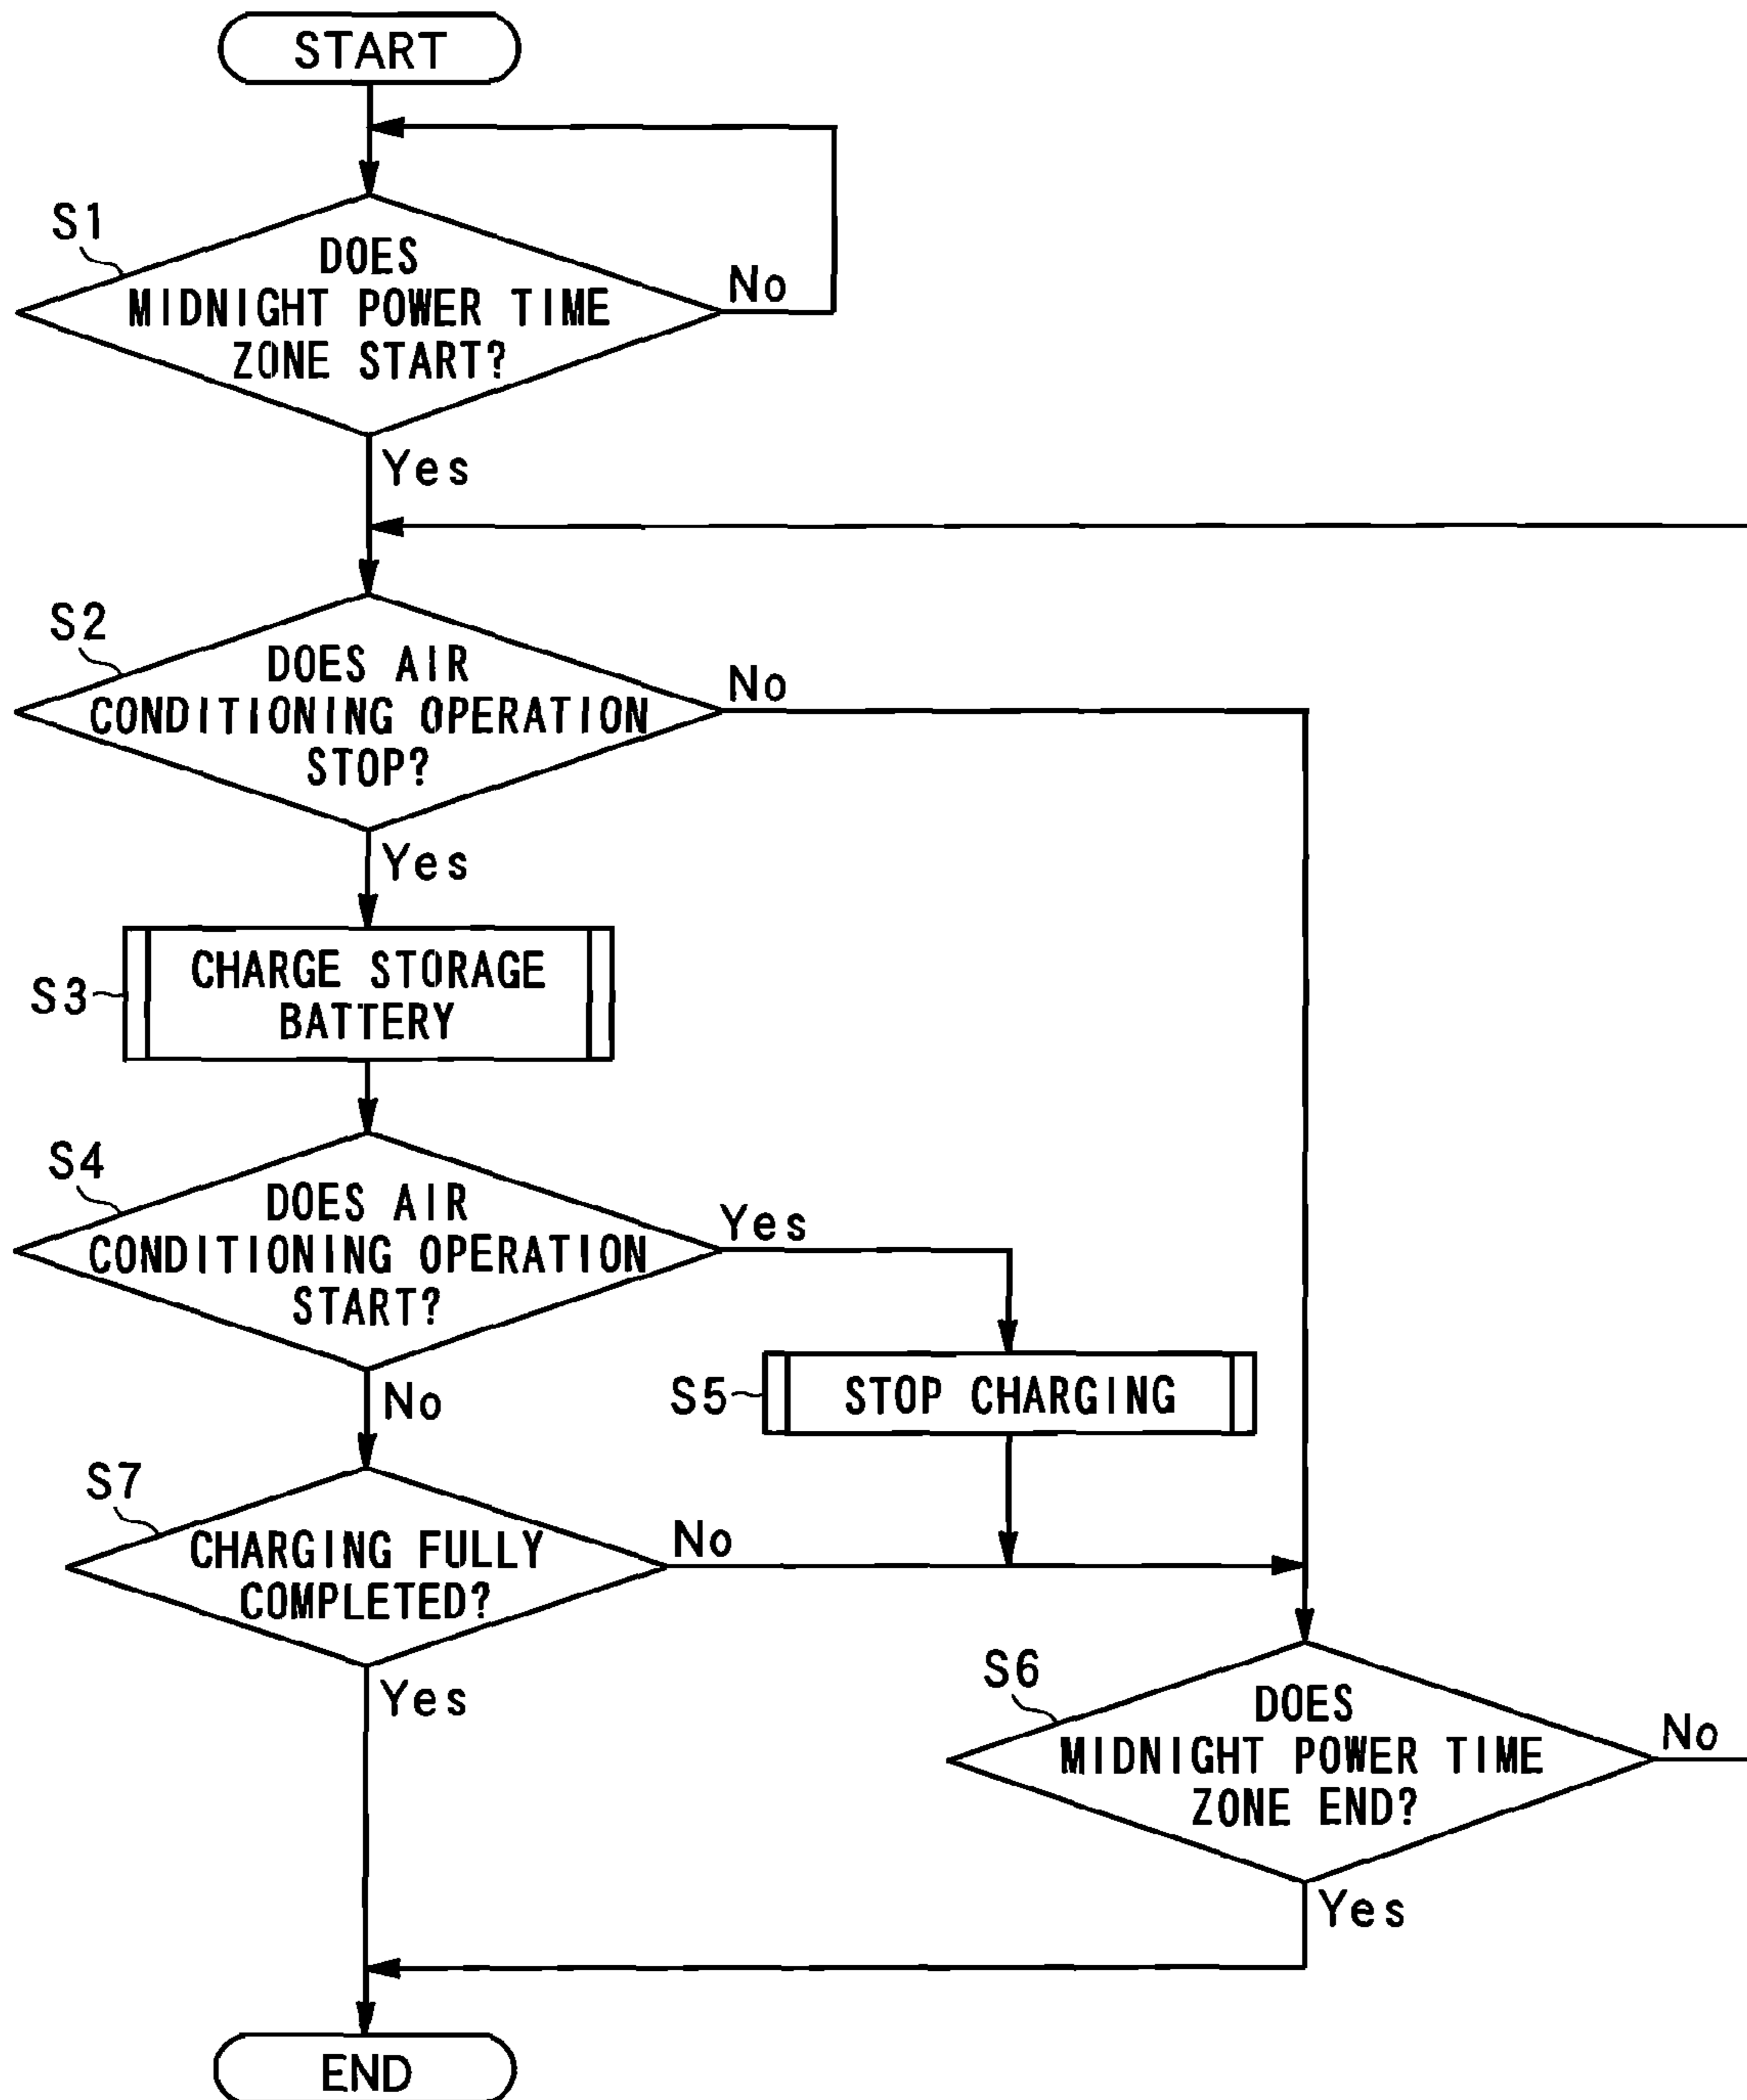 START
S1
DOES
MIDNIGHT POWER TIME
ZONE START?
No
Yes
S2
DOES AIR
CONDITIONING OPERATION
STOP?
No
Yes
S3
CHARGE STORAGE
BATTERY
S4
DOES AIR
CONDITIONING OPERATION
START?
Yes
No
S5
STOP CHARGING
S7
CHARGING FULLY
COMPLETED?
No
Yes
S6
DOES
MIDNIGHT POWER TIME
ZONE END?
No
Yes
END